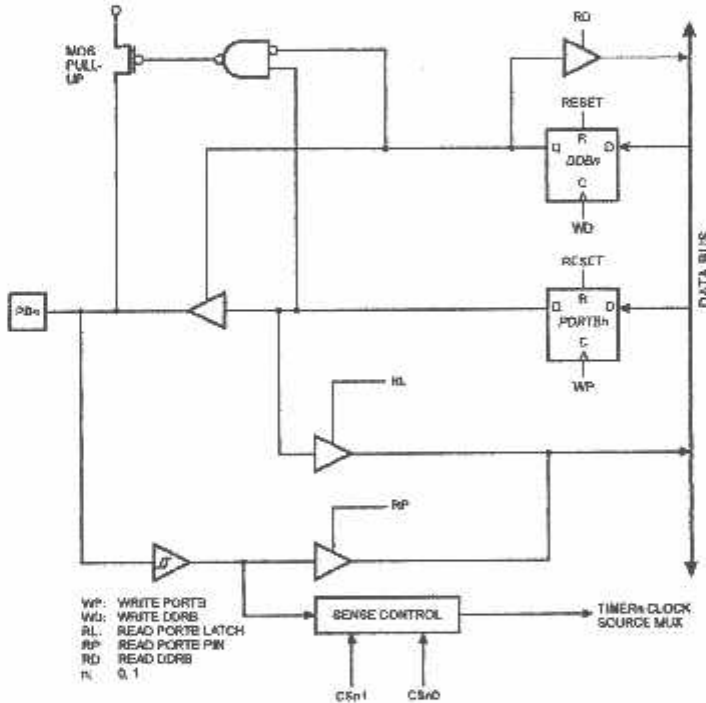 MOS
PULL-
UP
RD
RESET
R
Q
DDBn
D
C
WD
RESET
R
Q
PORTBn
D
C
WP
DATA BUS
PBn
RL
RP
WP: WRITE PORTB
WD: WRITE DDRB
RL: READ PORTB LATCH
RP READ PORTB PIN
RD READ DDRB
n: 0, 1
SENSE CONTROL
TIMERn CLOCK
SOURCE MUX
CSn1
CSn0